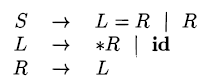 S → L = R | R
L → *R | id
R → L